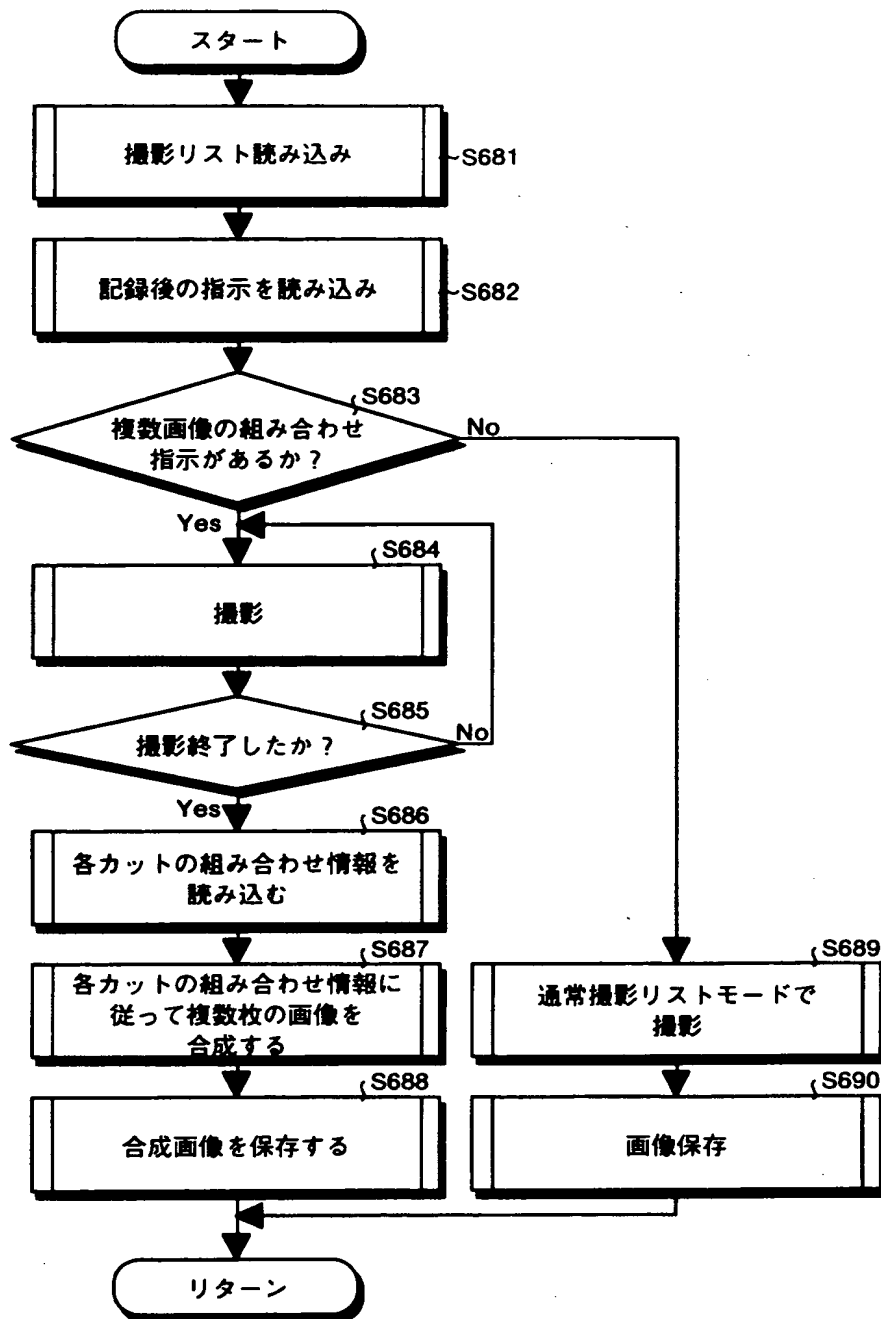 スタート
撮影リスト読み込み
S681
記録後の指示を読み込み
S682
S683
複数画像の組み合わせ
指示があるか?
No
Yes
S684
撮影
S685
撮影終了したか?
No
Yes
S686
各カットの組み合わせ情報を
読み込む
S687
各カットの組み合わせ情報に
従って複数枚の画像を
合成する
S688
合成画像を保存する
S689
通常撮影リストモードで
撮影
S690
画像保存
リターン